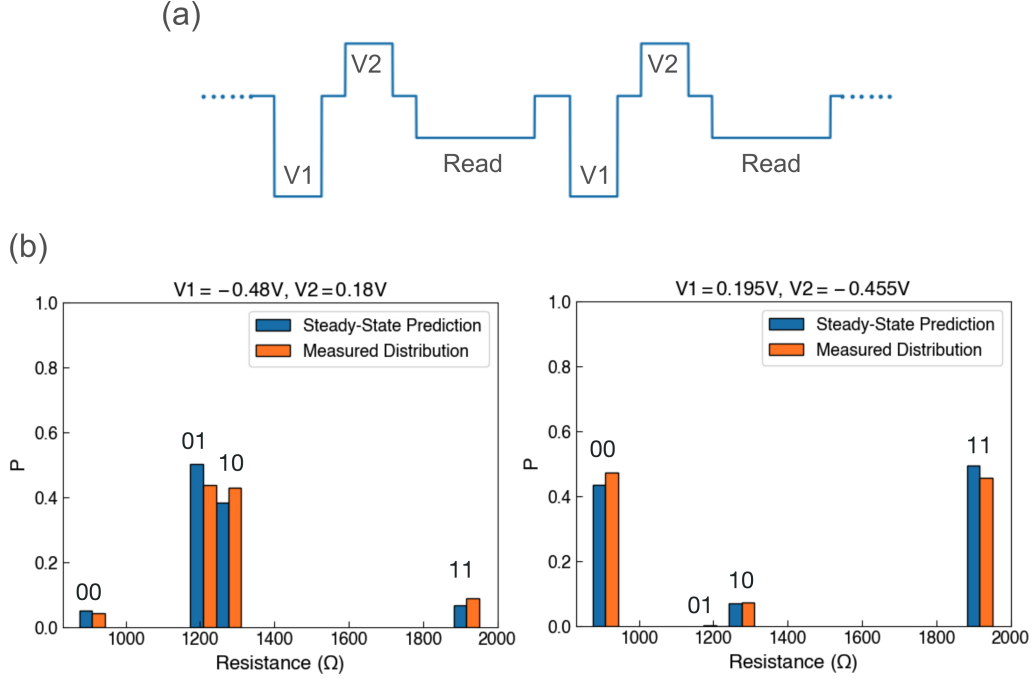 (a)
V2
V2
V1
Read
V1
Read
(b)
V1 = −0.48V, V2 = 0.18V
1.0
0.8
0.6
0.4
0.2
0.0
P
Steady-State Prediction
Measured Distribution
00
01
10
11
1000 1200 1400 1600 1800 2000
Resistance (Ω)
V1 = 0.195V, V2 = −0.455V
1.0
0.8
0.6
0.4
0.2
0.0
P
Steady-State Prediction
Measured Distribution
00
01
10
11
1000 1200 1400 1600 1800 2000
Resistance (Ω)